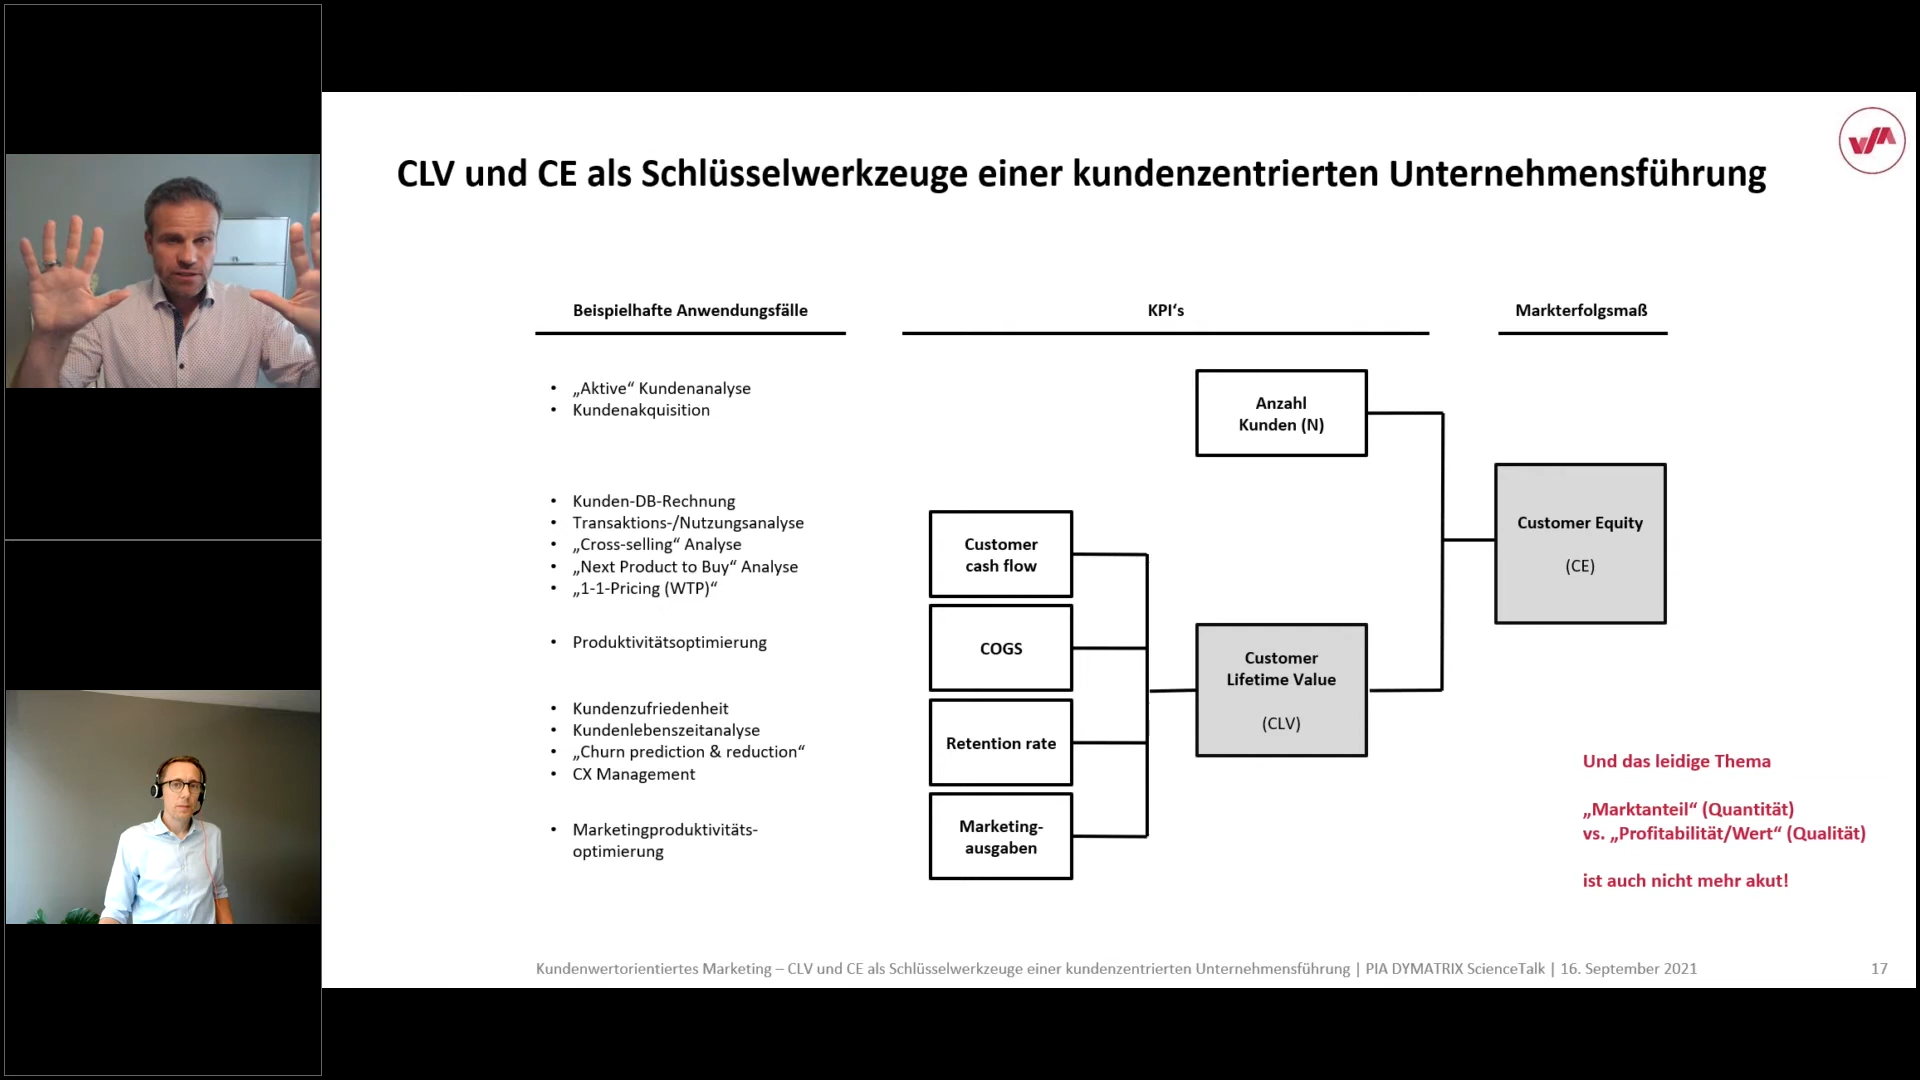 CLV und CE als Schlüsselwerkzeuge einer kundenzentrierten Unternehmensführung
Beispielhafte Anwendungsfälle
KPI‘s
Markterfolgsmaß
• „Aktive“ Kundenanalyse
• Kundenakquisition
• Kunden-DB-Rechnung
• Transaktions-/Nutzungsanalyse
• „Cross-selling“ Analyse
• „Next Product to Buy“ Analyse
• „1-1-Pricing (WTP)“
• Produktivitätsoptimierung
• Kundenzufriedenheit
• Kundenlebenszeitanalyse
• „Churn prediction & reduction“
• CX Management
• Marketingproduktivitäts-
optimierung
Customer
cash flow
COGS
Retention rate
Marketing-
ausgaben
Anzahl
Kunden (N)
Customer
Lifetime Value
(CLV)
Customer Equity
(CE)
Und das leidige Thema
„Marktanteil“ (Quantität)
vs. „Profitabilität/Wert“ (Qualität)
ist auch nicht mehr akut!
Kundenwertorientiertes Marketing – CLV und CE als Schlüsselwerkzeuge einer kundenzentrierten Unternehmensführung | PIA DYMATRIX ScienceTalk | 16. September 2021
17